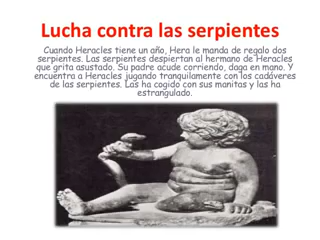 Lucha contra las serpientes
Cuando Heracles tiene un año, Hera le manda de regalo dos
serpientes. Las serpientes despiertan al hermano de Heracles
que grita asustado. Su padre acude corriendo, daga en mano. Y
encuentra a Heracles jugando tranquilamente con los cadáveres
de las serpientes. Las ha cogido con sus manitas y las ha
estrangulado.